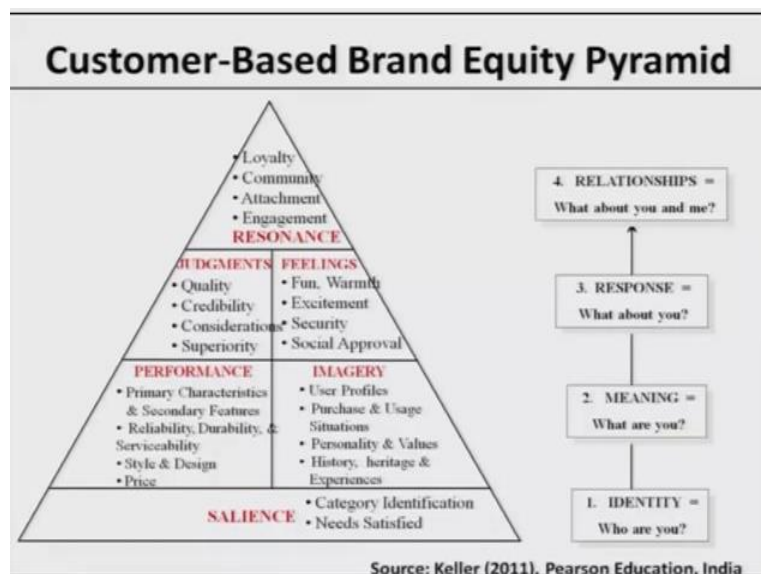 Customer-Based Brand Equity Pyramid
• Loyalty
• Community
• Attachment
• Engagement
RESONANCE
JUDGMENTS
• Quality
• Credibility
• Considerations
• Superiority
FEELINGS
• Fun, Warmth
• Excitement
• Security
• Social Approval
PERFORMANCE
• Primary Characteristics
& Secondary Features
• Reliability, Durability, &
Serviceability
• Style & Design
• Price
IMAGERY
• User Profiles
• Purchase & Usage
Situations
• Personality & Values
• History, heritage &
Experiences
SALIENCE
• Category Identification
• Needs Satisfied
4. RELATIONSHIPS =
What about you and me?
3. RESPONSE =
What about you?
2. MEANING =
What are you?
1. IDENTITY =
Who are you?
Source: Keller (2011), Pearson Education, India